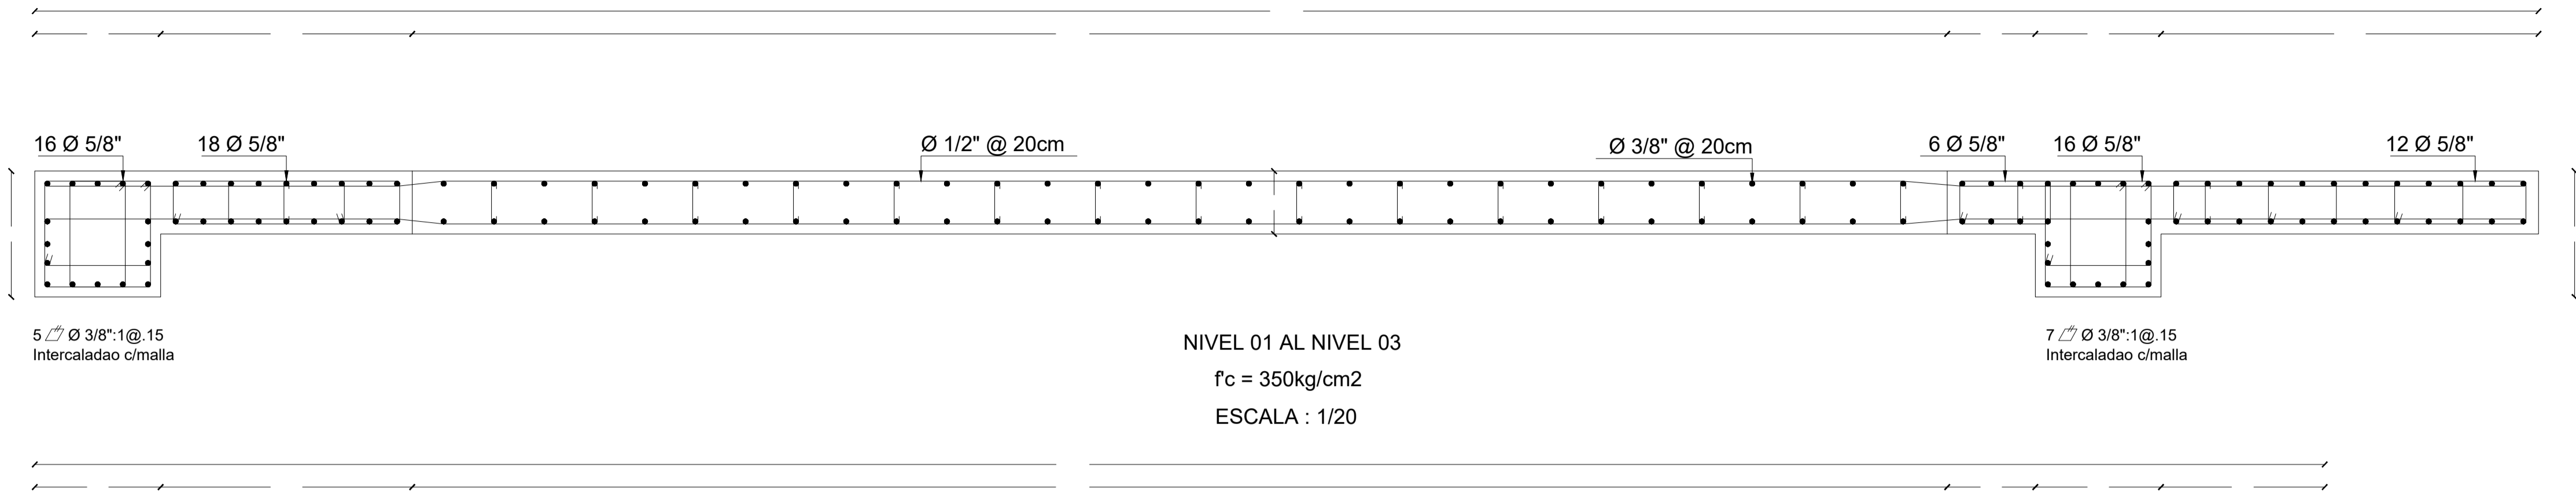 16 Ø 5/8"
18 Ø 5/8"
Ø 1/2" @ 20cm
Ø 3/8" @ 20cm
6 Ø 5/8"
16 Ø 5/8"
12 Ø 5/8"
5 Ø 3/8":1@.15
Intercaladao c/malla
7 Ø 3/8":1@.15
Intercaladao c/malla
NIVEL 01 AL NIVEL 03
f'c = 350kg/cm2
ESCALA : 1/20